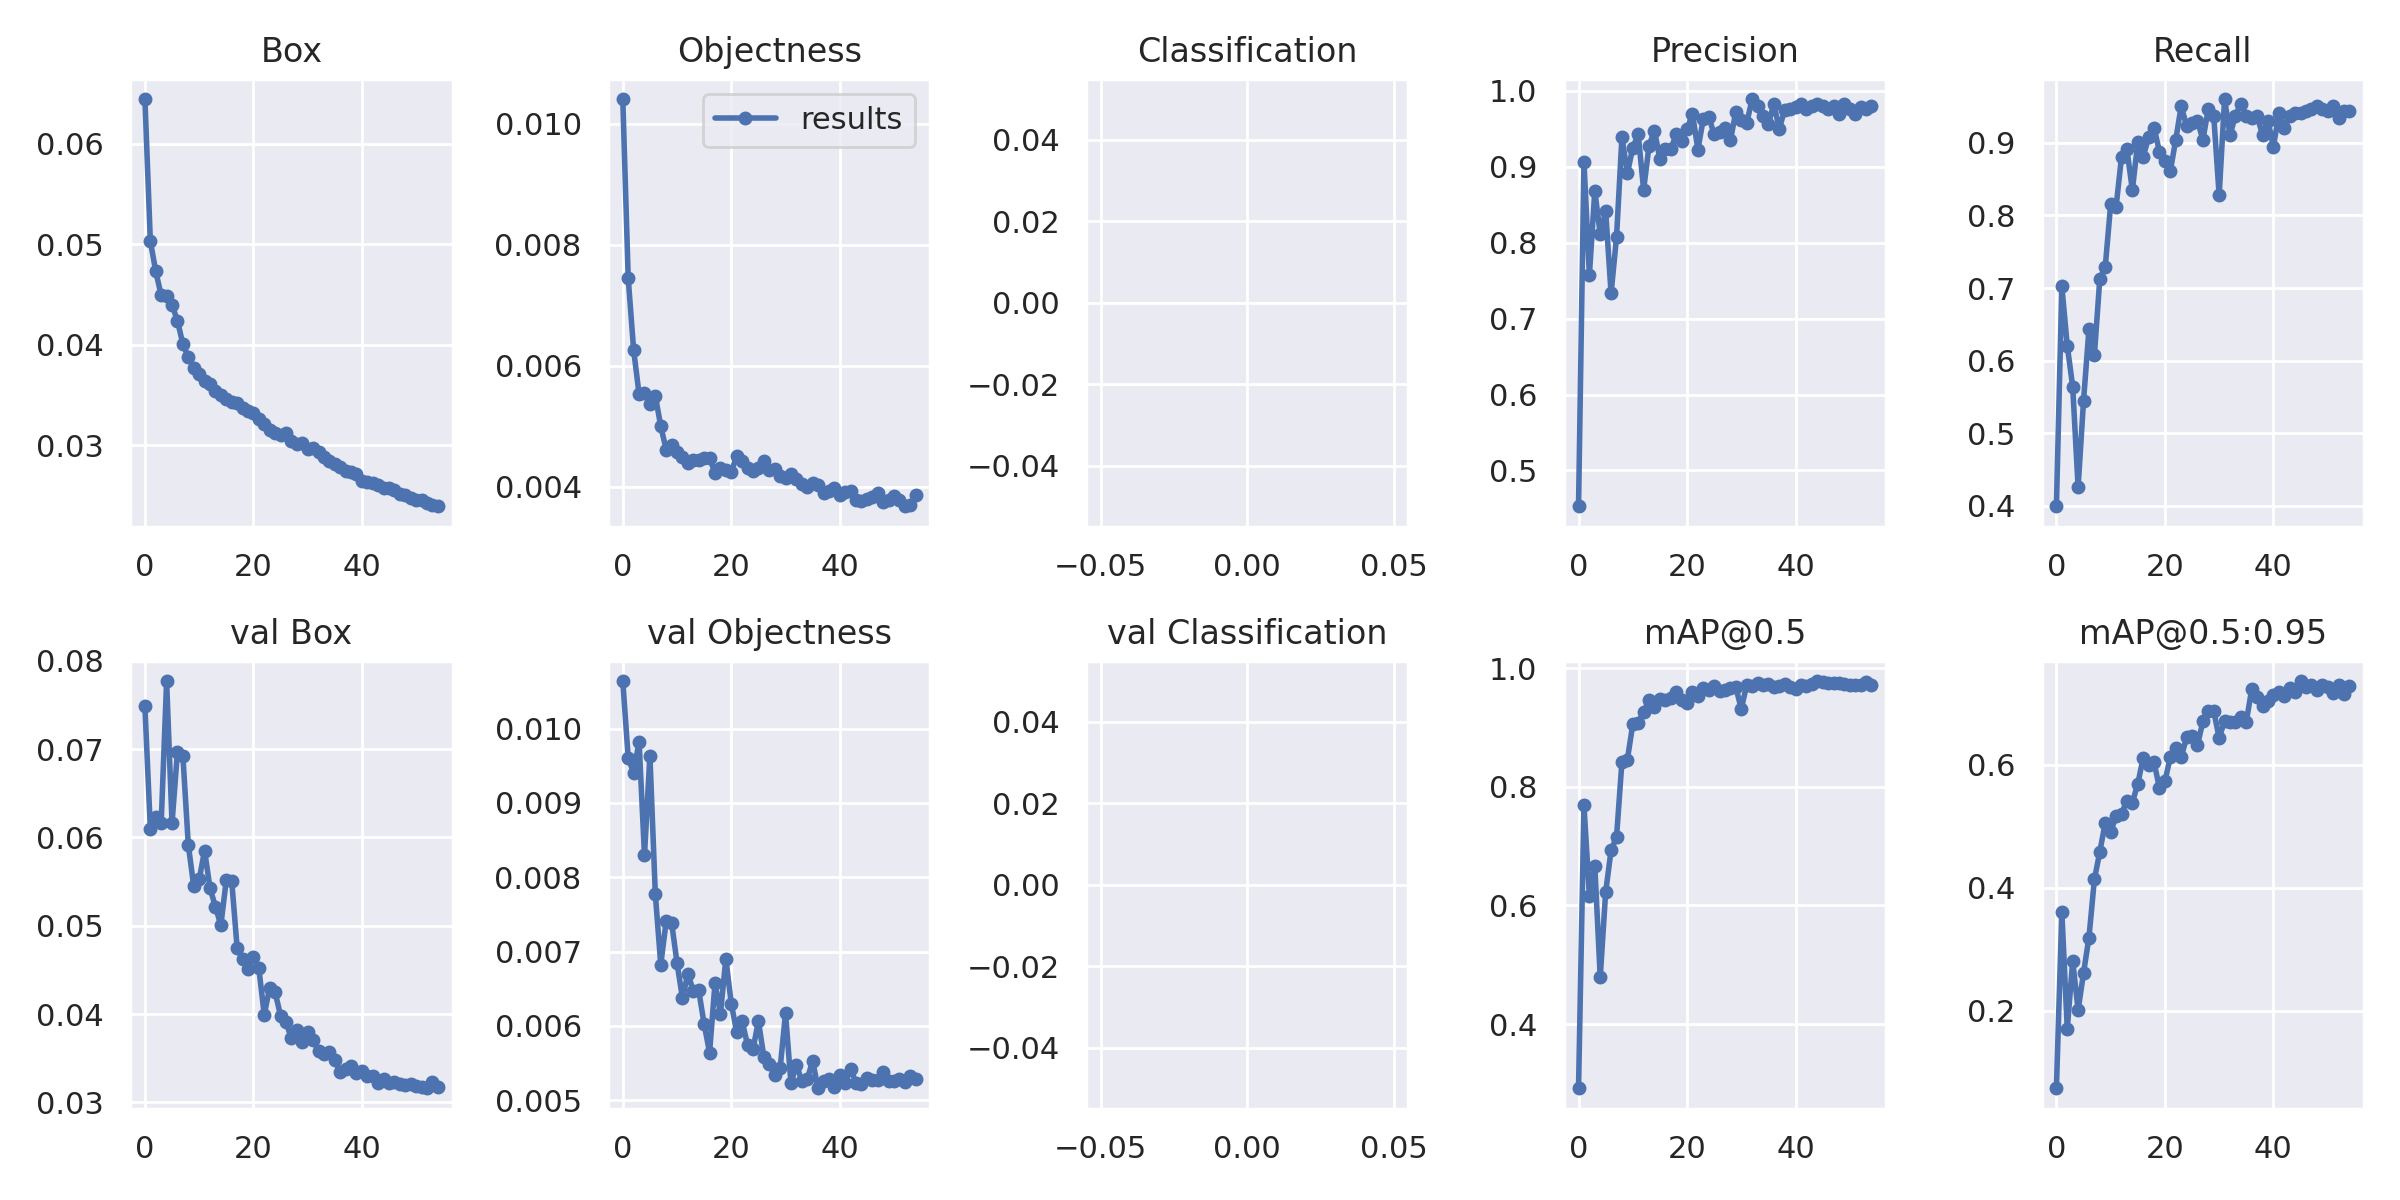 Box
Objectness
Classification
Precision
Recall
0.06
0.05
0.04
0.03
0 20 40
results
0.010
0.008
0.006
0.004
0 20 40
0.04
0.02
0.00
−0.02
−0.04
−0.05 0.00 0.05
1.0
0.9
0.8
0.7
0.6
0.5
0 20 40
0.9
0.8
0.7
0.6
0.5
0.4
0 20 40
val Box
val Objectness
val Classification
mAP@0.5
mAP@0.5:0.95
0.08
0.07
0.06
0.05
0.04
0.03
0 20 40
0.010
0.009
0.008
0.007
0.006
0.005
0 20 40
0.04
0.02
0.00
−0.02
−0.04
−0.05 0.00 0.05
1.0
0.8
0.6
0.4
0 20 40
0.6
0.4
0.2
0 20 40